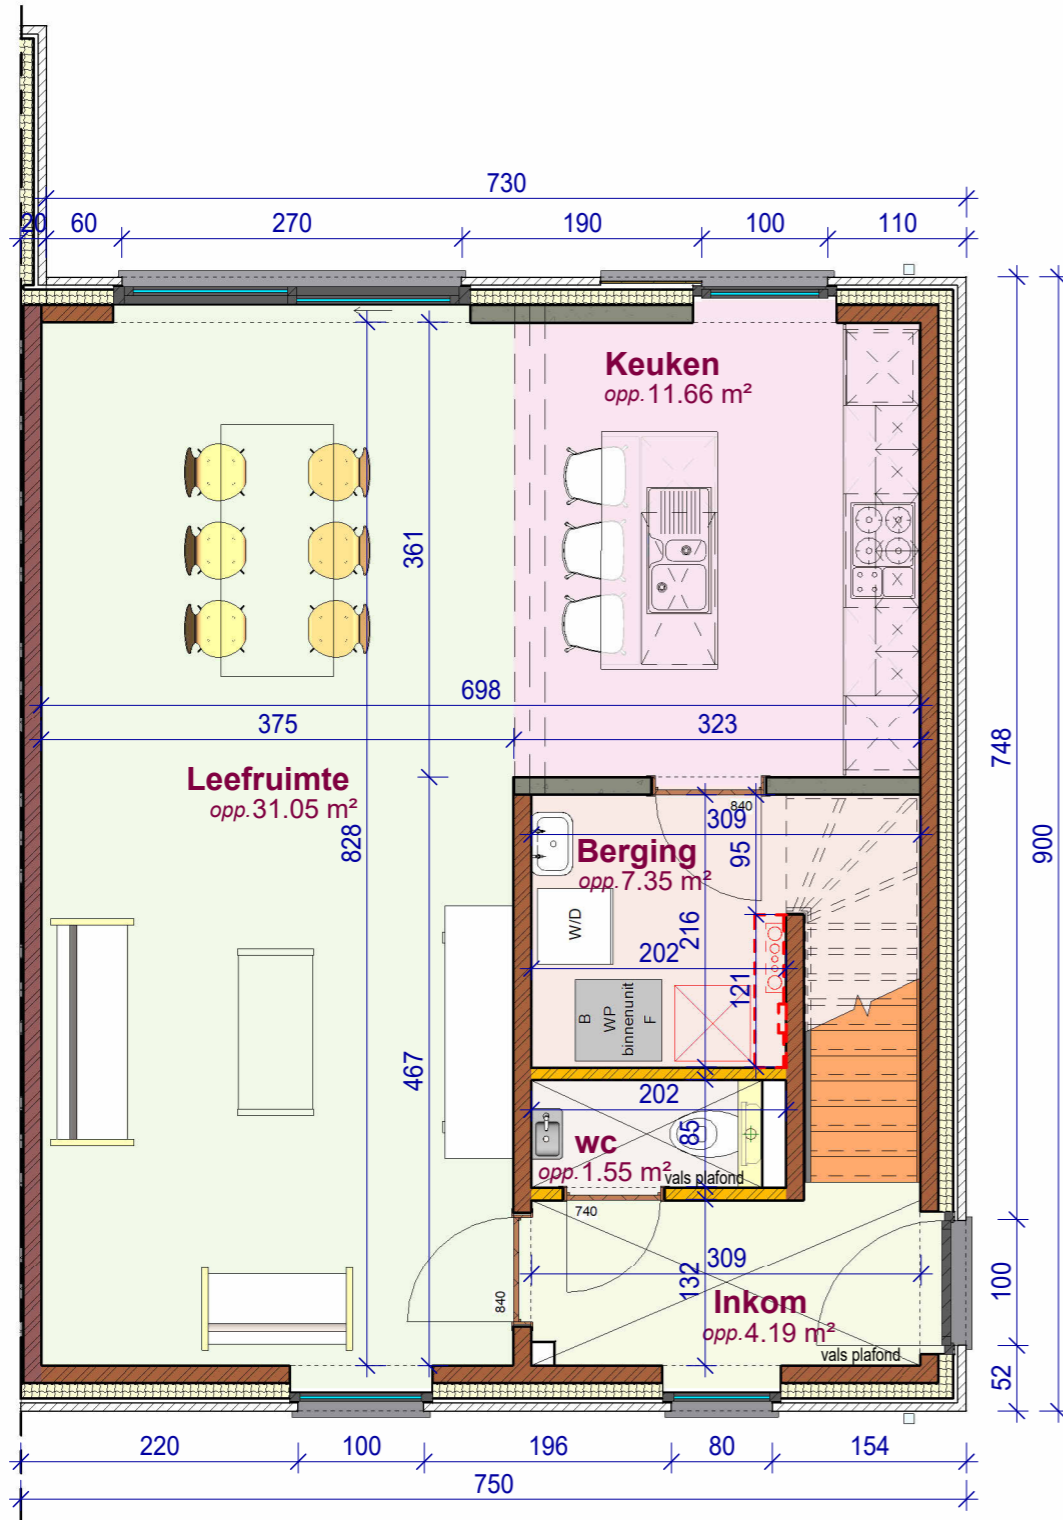 730
20 60 270 190 100 110
Keuken
opp.11.66 m²
361
698
375 323
748
Leefruimte
opp.31.05 m²
840
309
828
95
900
Berging
opp.7.35 m²
W/D
216
202
121
B
WP
binnenunit
F
467
202
85
wc
opp.1.55 m²
vals plafond
740
309
132
840
Inkom
opp.4.19 m²
vals plafond
100
52
220 100 196 80 154
750